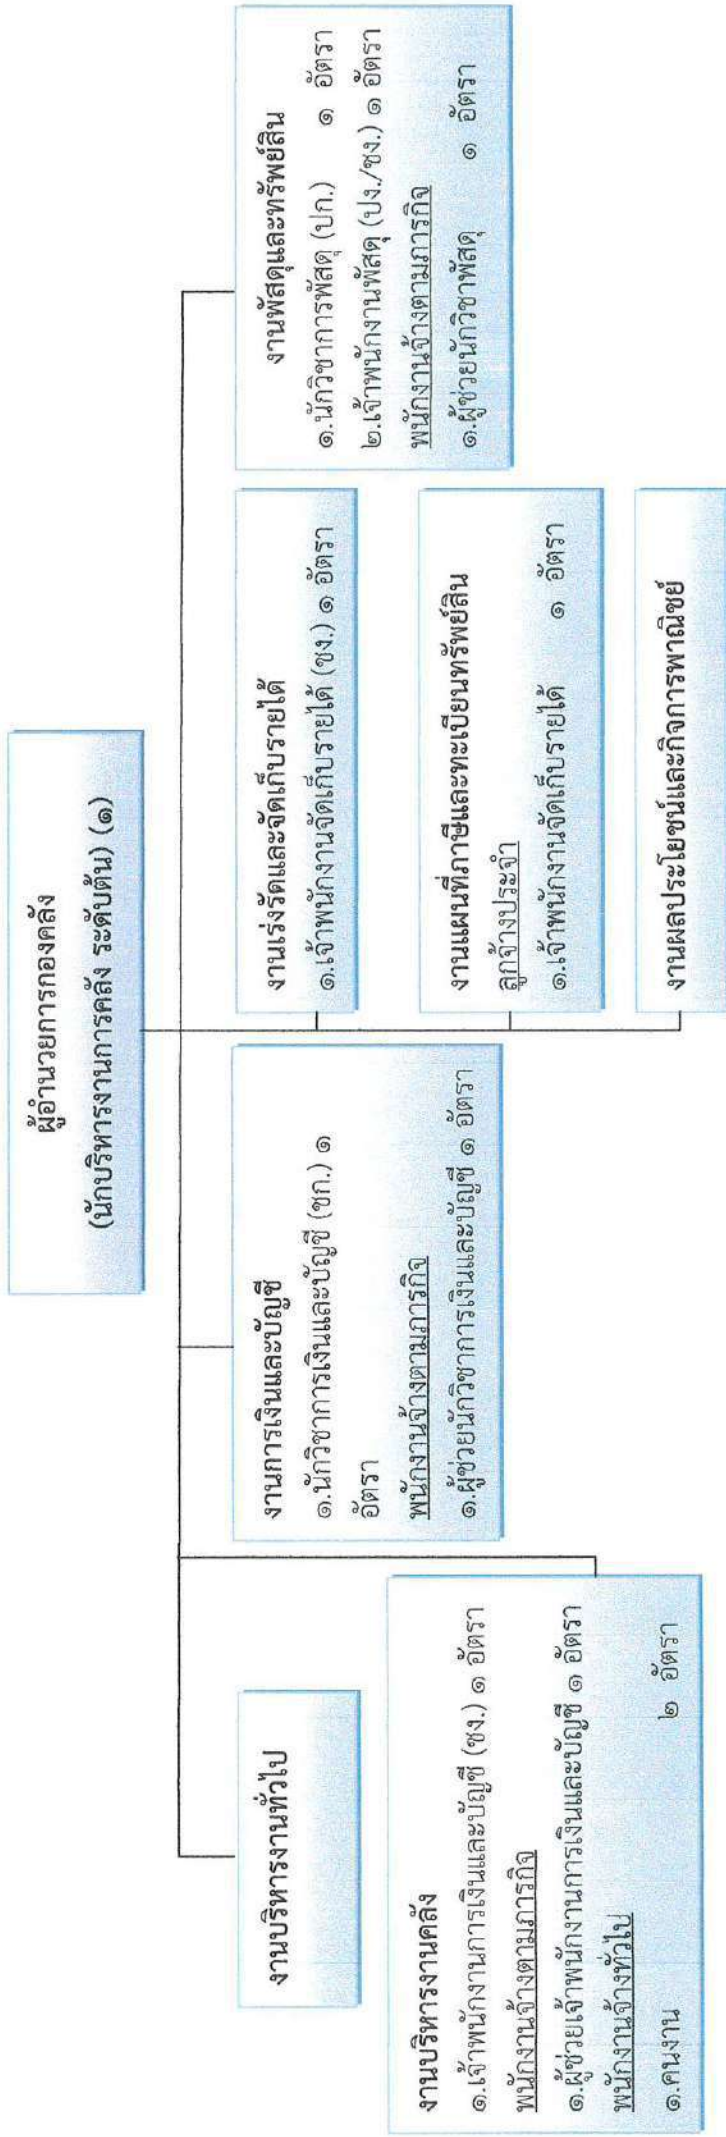 ผู้อำนวยการกองคลัง
(นักบริหารงานการคลัง ระดับต้น) (๑)
งานบริหารงานทั่วไป
งานบริหารงานคลัง
๑.เจ้าพนักงานการเงินและบัญชี (ชง.) ๑ อัตรา
พนักงานจ้างตามภารกิจ
๑.ผู้ช่วยเจ้าพนักงานการเงินและบัญชี ๑ อัตรา
พนักงานจ้างทั่วไป
๑.คนงาน ๒ อัตรา
งานการเงินและบัญชี
๑.นักวิชาการเงินและบัญชี (ชก.) ๑
อัตรา
พนักงานจ้างตามภารกิจ
๑.ผู้ช่วยนักวิชาการเงินและบัญชี ๑ อัตรา
งานเร่งรัดและจัดเก็บรายได้
๑.เจ้าพนักงานจัดเก็บรายได้ (ชง.) ๑ อัตรา
งานแผนที่ภาษีและทะเบียนทรัพย์สิน
ลูกจ้างประจำ
๑.เจ้าพนักงานจัดเก็บรายได้ ๑ อัตรา
งานผลประโยชน์และกิจการพาณิชย์
งานพัสดุและทรัพย์สิน
๑.นักวิชาการพัสดุ (ปก.) ๑ อัตรา
๒.เจ้าพนักงานพัสดุ (ปง./ชง.) ๑ อัตรา
พนักงานจ้างตามภารกิจ
๑.ผู้ช่วยนักวิชาพัสดุ ๑ อัตรา